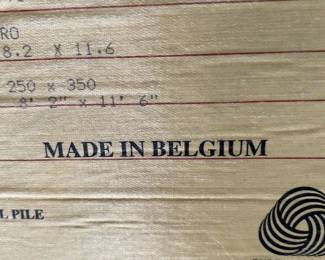 RO
8.2 X 11.6
250 x 350
8' 2" x 11' 6"
MADE IN BELGIUM
L PILE